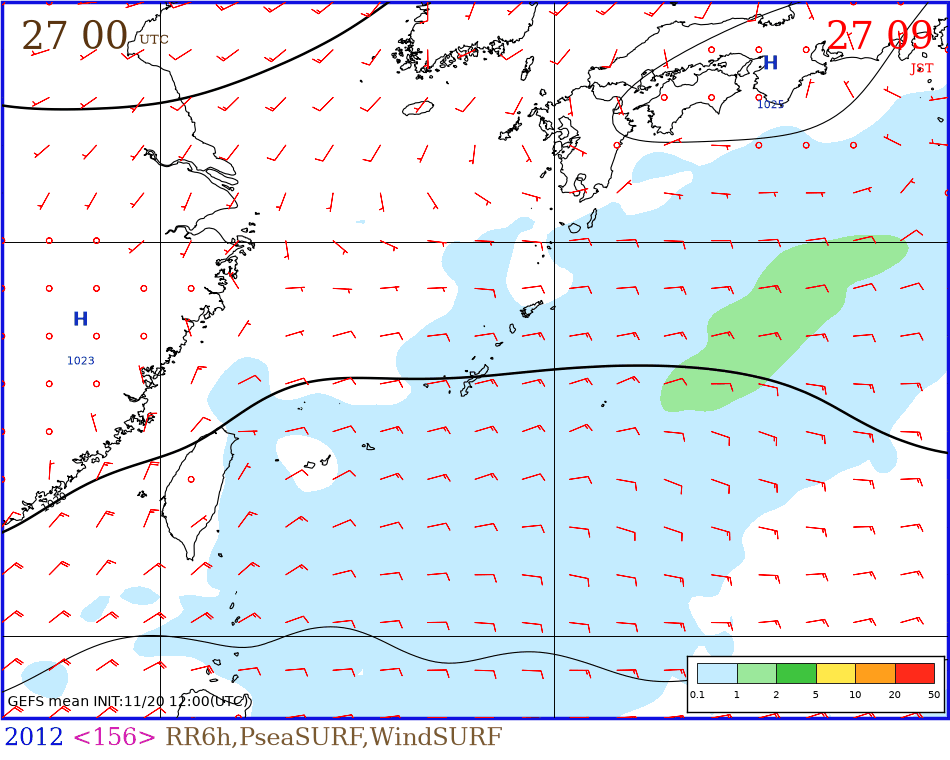 27 00 UTC
27 09
JST
H
1025
H
1023
0.1 1 2 5 10 20 50
GEFS mean INIT:11/20 12:00(UTC)
2012 <156> RR6h,PseaSURF,WindSURF